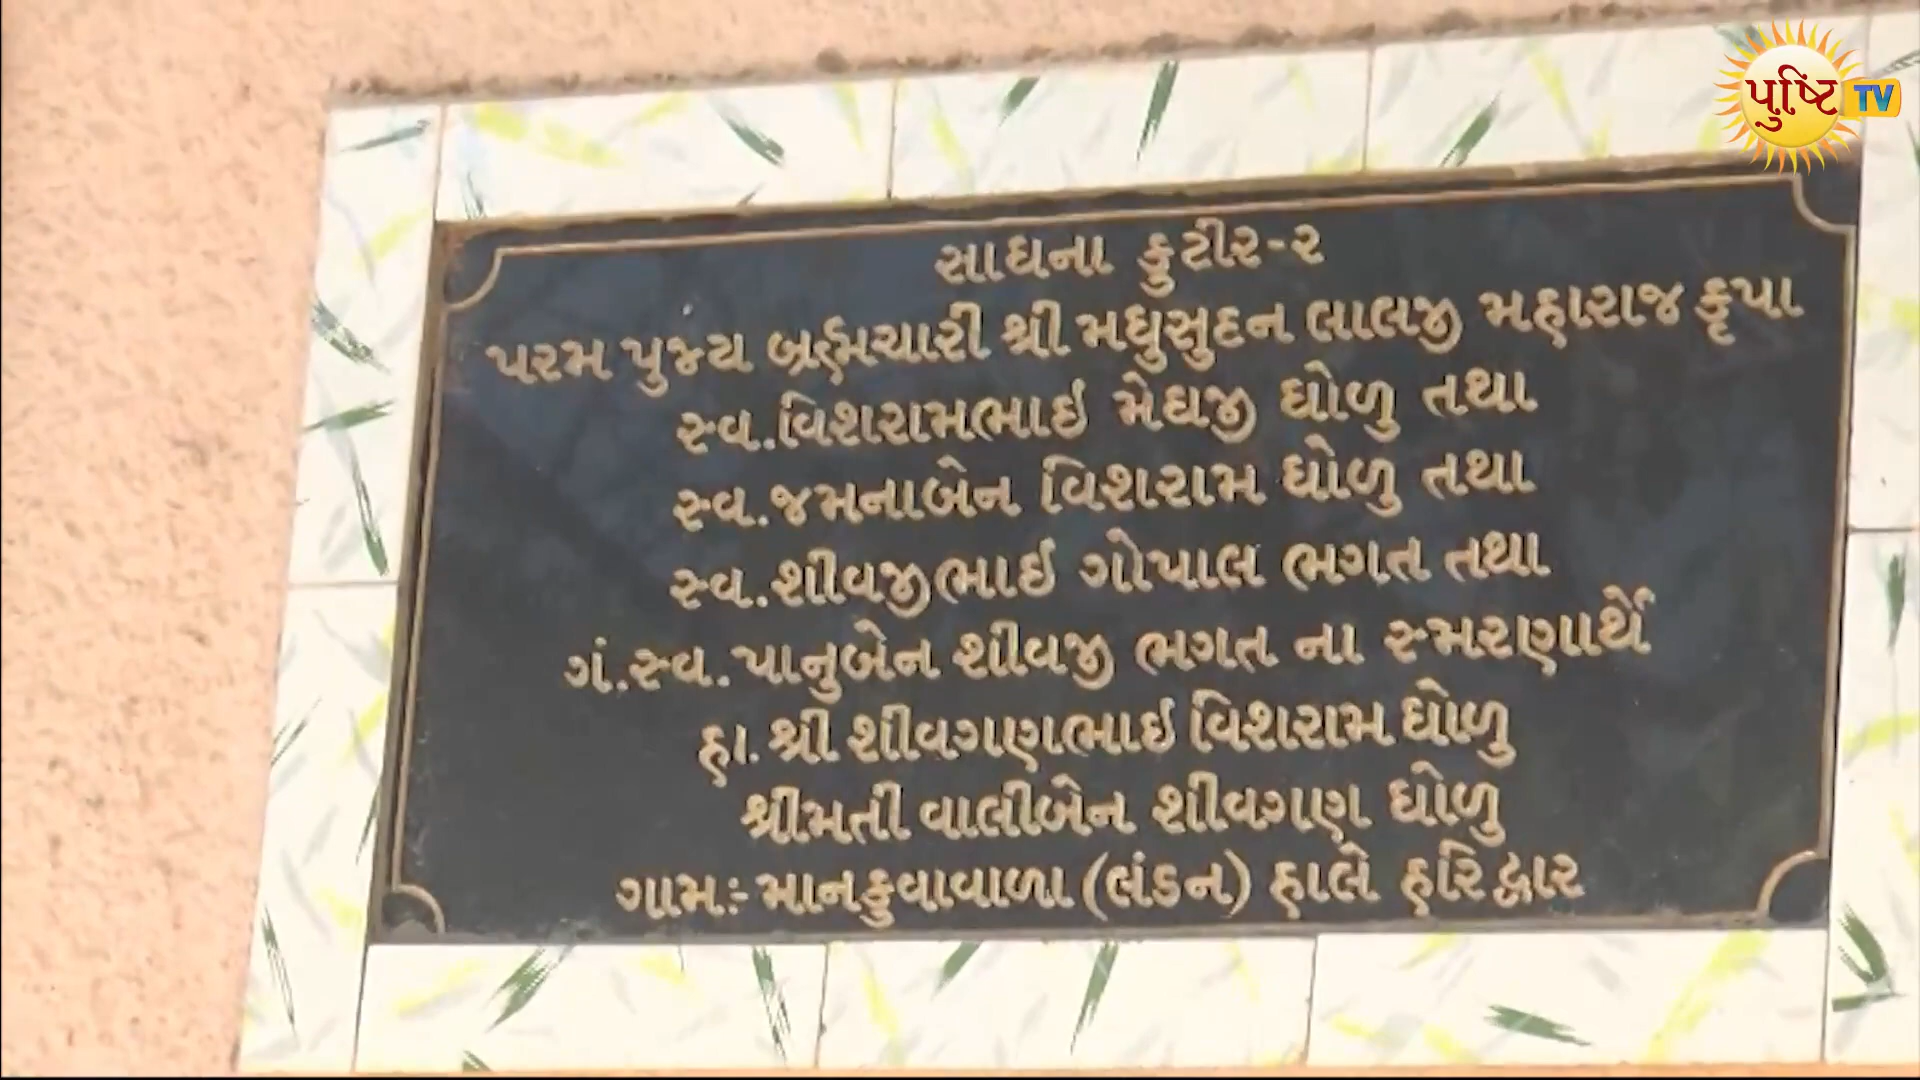 પુષ્ટિ TV
સાધના કુટીર-૨
પરમ પુજ્ય બ્રહ્મચારી શ્રી મધુસુદન લાલજી મહારાજ કૃપા
સ્વ.વિશરામભાઇ મેઘજી ધોળુ તથા
સ્વ.જમનાબેન વિશરામ ધોળુ તથા
સ્વ.શીવજીભાઇ ગોપાલ ભગત તથા
ગં.સ્વ.પાનુબેન શીવજી ભગત ના સ્મરણાર્થે
હા.શ્રી શીવગણભાઇ વિશરામ ધોળુ
શ્રીમતી વાલીબેન શીવગણ ધોળુ
ગામઃ-માનકુવાવાળા (લંડન) હાલે હરિદ્વાર